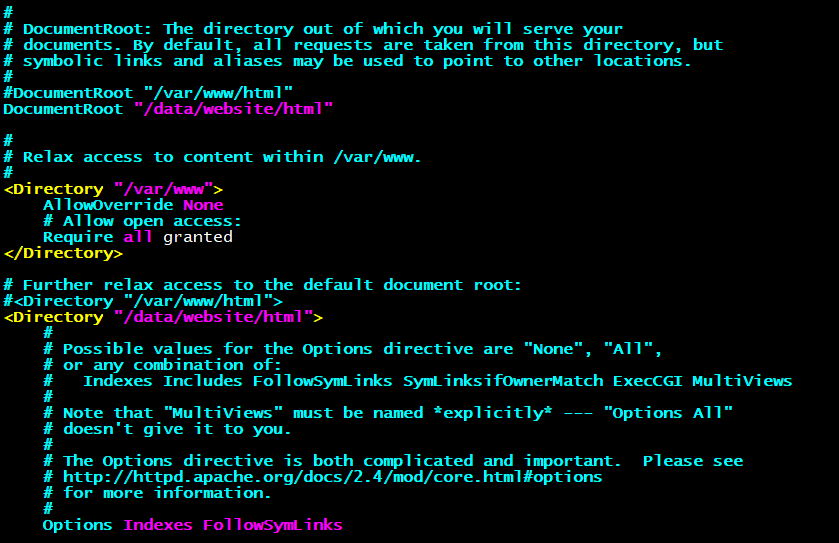 #
# DocumentRoot: The directory out of which you will serve your
# documents. By default, all requests are taken from this directory, but
# symbolic links and aliases may be used to point to other locations.
#
#DocumentRoot "/var/www/html"
DocumentRoot "/data/website/html"
#
# Relax access to content within /var/www.
#
<Directory "/var/www">
    AllowOverride None
    # Allow open access:
    Require all granted
</Directory>
# Further relax access to the default document root:
#<Directory "/var/www/html">
<Directory "/data/website/html">
    #
    # Possible values for the Options directive are "None", "All",
    # or any combination of:
    #   Indexes Includes FollowSymLinks SymLinksifOwnerMatch ExecCGI MultiViews
    #
    # Note that "MultiViews" must be named *explicitly* --- "Options All"
    # doesn't give it to you.
    #
    # The Options directive is both complicated and important.  Please see
    # http://httpd.apache.org/docs/2.4/mod/core.html#options
    # for more information.
    #
    Options Indexes FollowSymLinks